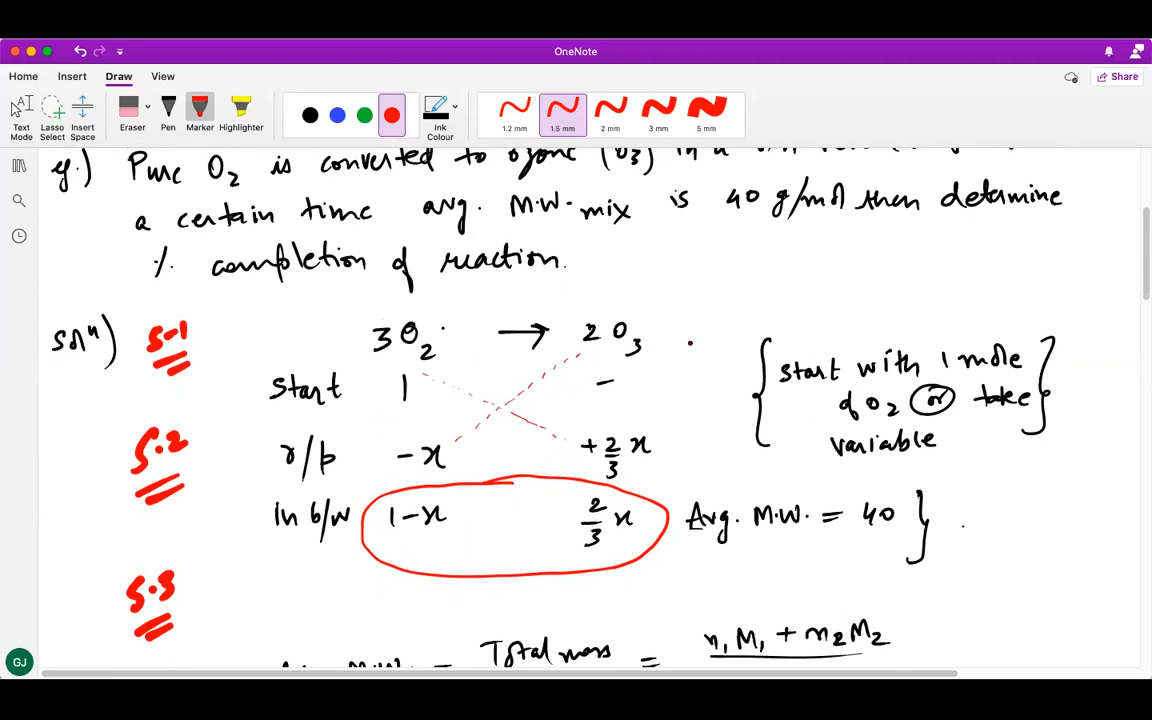 OneNote
Home Insert Draw View
Share
Text Mode
Lasso Select
Insert Space
Eraser
Pen
Marker
Highlighter
Ink Colour
1.2 mm
1.5 mm
2 mm
3 mm
5 mm
eg.) Pure O2 is converted to ozone (O3) in a
a certain time avg. M.W. mix is 40 g/mol then determine
% completion of reaction.
Soln) S-1 3O2 → 2O3
start 1 –
{ start with 1 mole
of O2 or take
variable }
S.2 r/p -x +2/3 x
in b/w 1-x 2/3 x Avg. M.W. = 40 }
S.3
= Total mass = n1M1 + n2M2
GJ